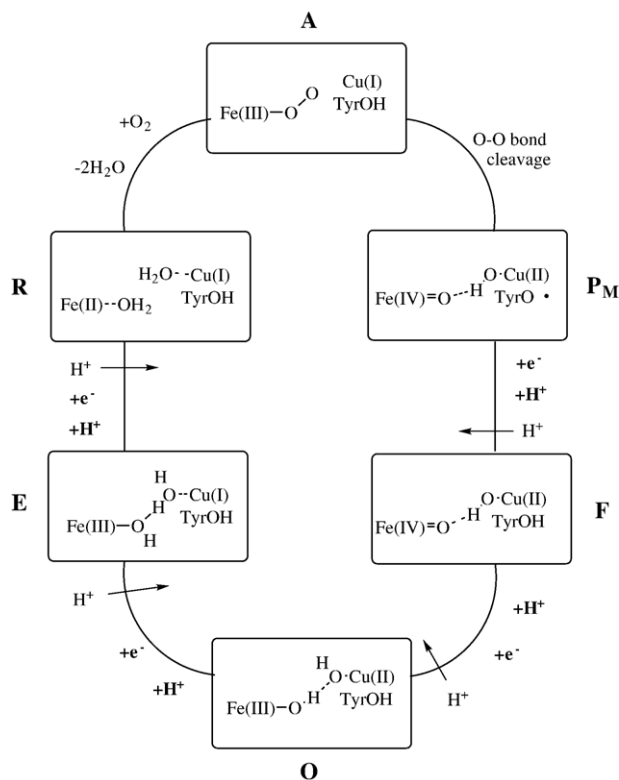 A
Fe(III)–O–O Cu(I)
TyrOH
+O₂
-2H₂O
O-O bond
cleavage
R
H₂O--Cu(I)
Fe(II)--OH₂ TyrOH
Fe(IV)=O---H O·Cu(II)
TyrO •
P_M
H⁺
+e⁻
+H⁺
+e⁻
+H⁺
H⁺
E
H
O--Cu(I)
H TyrOH
Fe(III)–O
H
O·Cu(II)
H TyrOH
Fe(IV)=O
F
H⁺
+e⁻
+H⁺
+H⁺
+e⁻
H⁺
H
O·Cu(II)
H TyrOH
Fe(III)–O
O